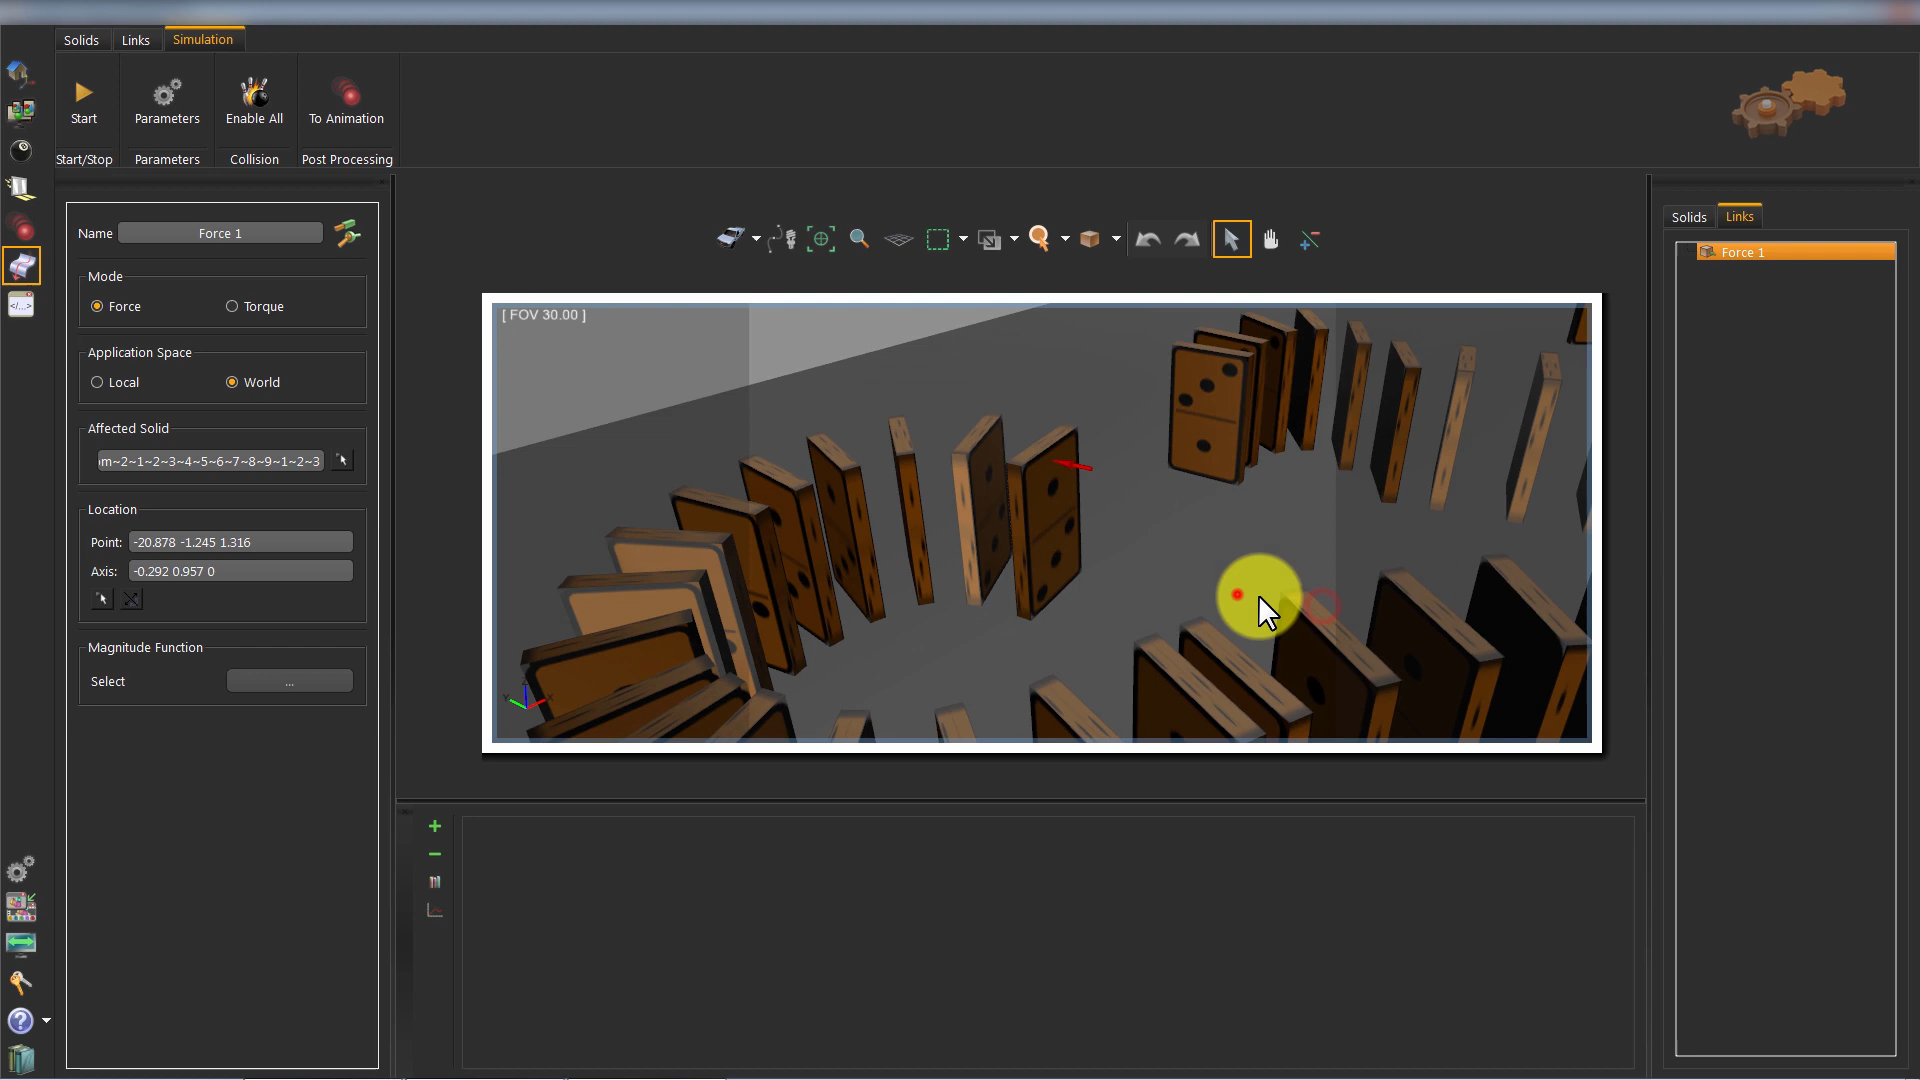 Solids Links Simulation
Start Parameters Enable All To Animation
Start/Stop Parameters Collision Post Processing
Name Force 1
Mode
Force Torque
Application Space
Local World
Affected Solid
m~2~1~2~3~4~5~6~7~8~9~1~2~3
Location
Point: -20.878 -1.245 1.316
Axis: -0.292 0.957 0
Magnitude Function
Select ...
[ FOV 30.00 ]
Solids Links
Force 1